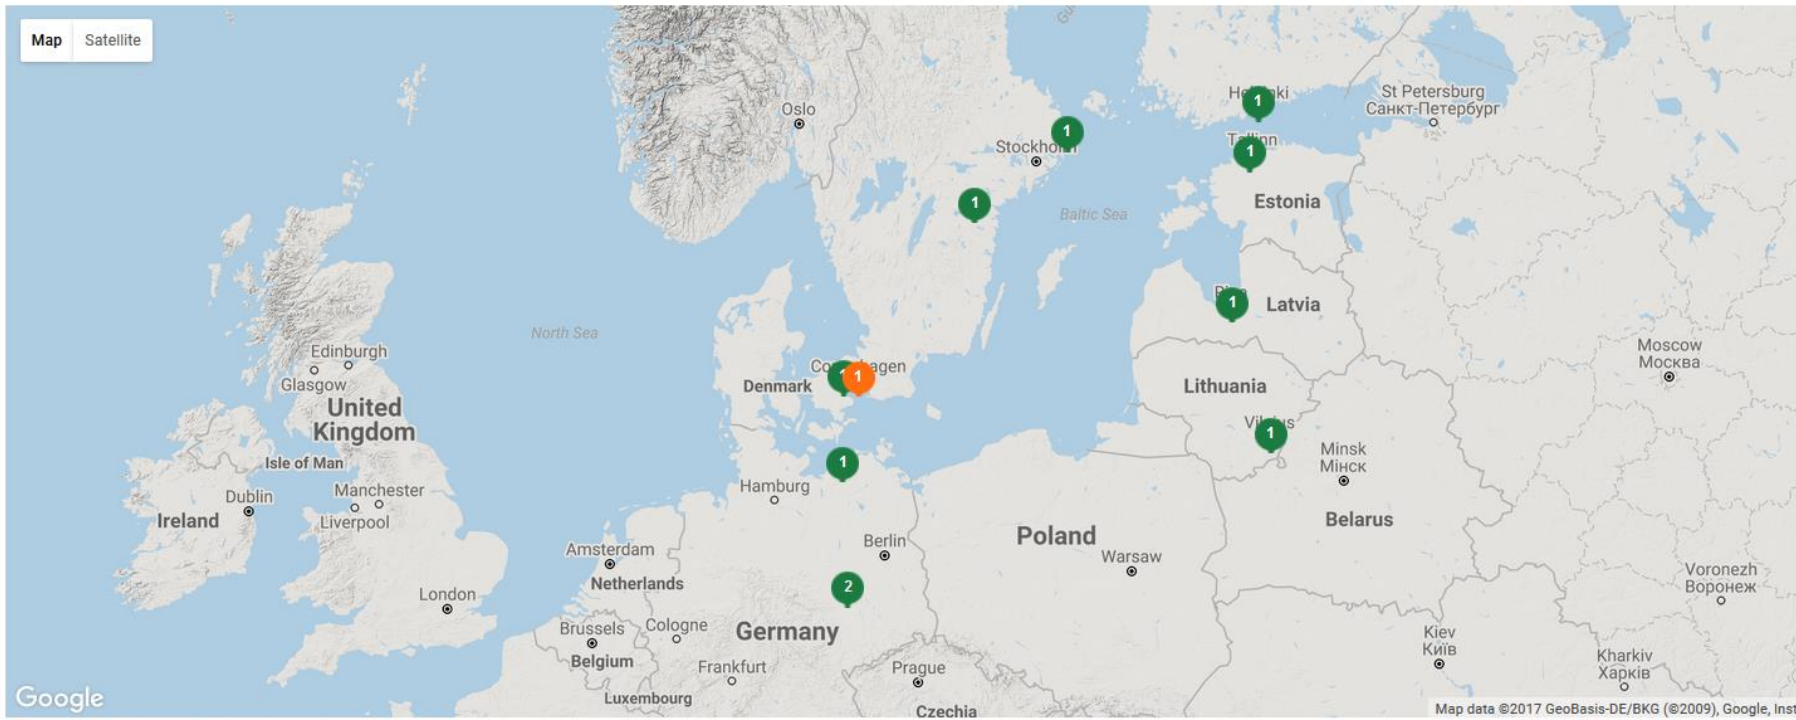 Map Satellite
Oslo
St Petersburg
Санкт-Петербург
1
1
Stockholm
1
Estonia
1
Baltic Sea
1
Latvia
North Sea
Edinburgh
Glasgow
Moscow
Москва
1
Denmark
Lithuania
United
Kingdom
1
Minsk
Мінск
Isle of Man
1
Hamburg
Manchester
Liverpool
Dublin
Ireland
Belarus
Poland
Berlin
Warsaw
Amsterdam
Netherlands
2
London
Voronezh
Воронеж
Brussels
Cologne
Germany
Belgium
Frankfurt
Prague
Kiev
Київ
Kharkiv
Харків
Luxembourg
Czechia
Google
Map data ©2017 GeoBasis-DE/BKG (©2009), Google, Inst